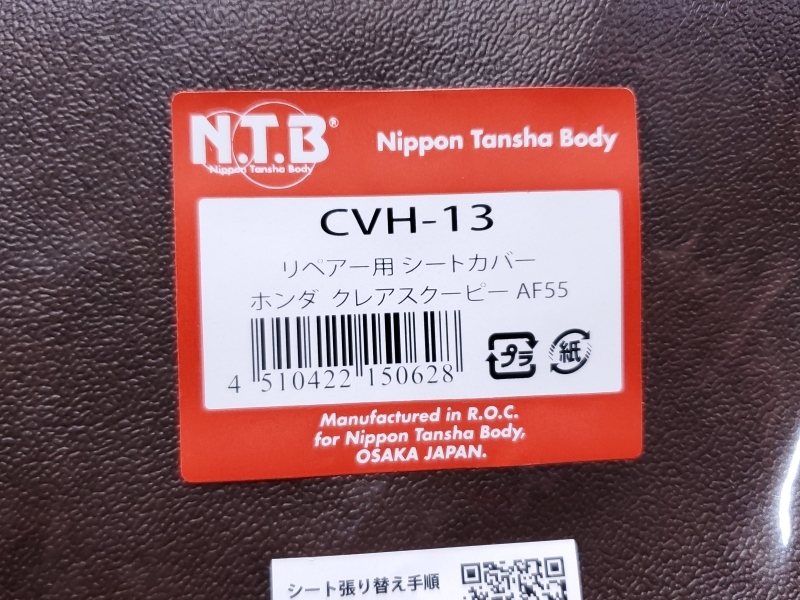 N.T.B®
Nippon Tansha Body
Nippon Tansha Body
CVH-13
リペアー用 シートカバー
ホンダ クレアスクーピー AF55
4 510422 150628
プラ
紙
Manufactured in R.O.C.
for Nippon Tansha Body,
OSAKA JAPAN.
シート張り替え手順